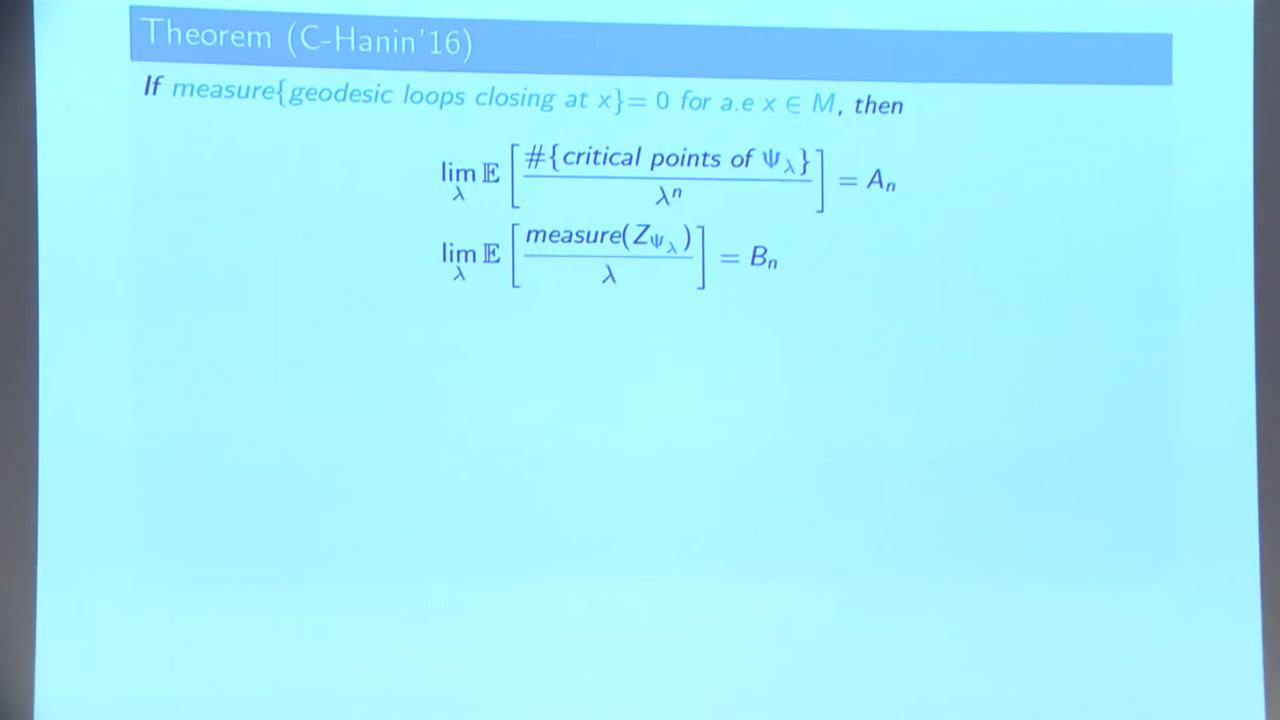 Theorem (C-Hanin'16)
If measure{geodesic loops closing at x}= 0 for a.e x ∈ M, then
lim_λ 𝔼 [ #{critical points of Ψ_λ} / λⁿ ] = A_n
lim_λ 𝔼 [ measure(Z_{Ψ_λ}) / λ ] = B_n